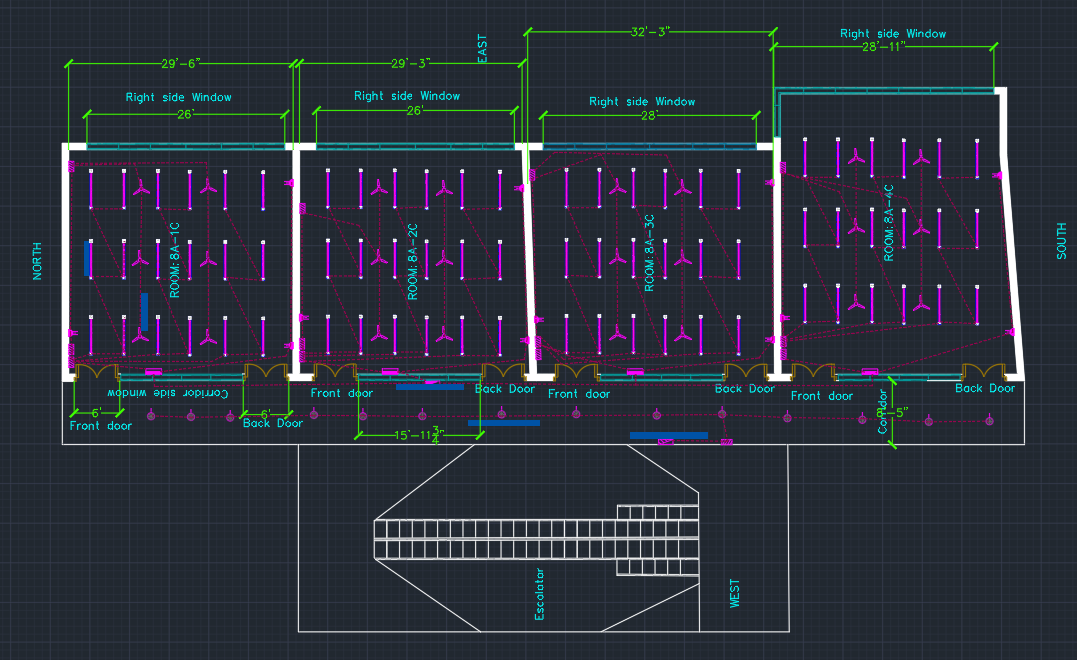 32'-3"
Right side Window
28'-11"
EAST
29'-6"
29'-3"
Right side Window
26'
Right side Window
26'
Right side Window
28'
NORTH
ROOM: 8A-1C
ROOM: 8A-2C
ROOM: 8A-3C
ROOM: 8A-4C
SOUTH
Corridor side window
6'
Front door
6'
Back Door
Front door
15'-11
Back Door
Front door
Back Door
Front door
Corridor
Back Door
Escalator
WEST